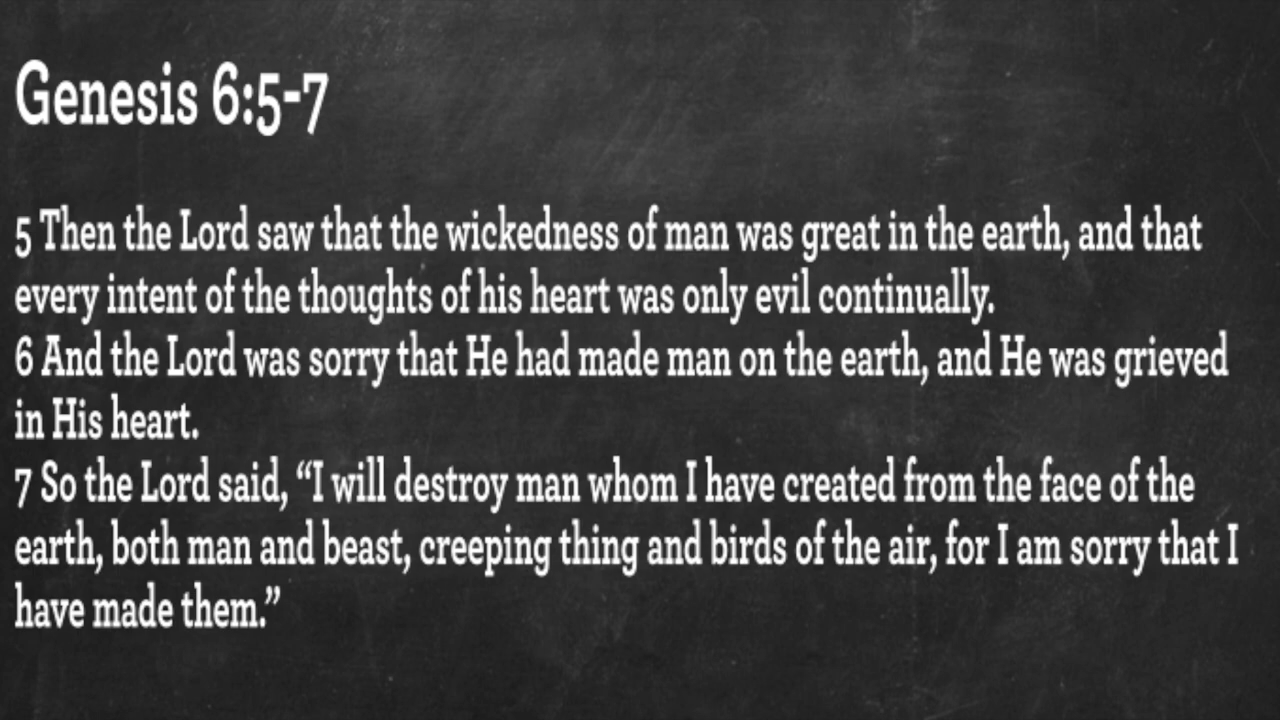 Genesis 6:5-7
5 Then the Lord saw that the wickedness of man was great in the earth, and that
every intent of the thoughts of his heart was only evil continually.
6 And the Lord was sorry that He had made man on the earth, and He was grieved
in His heart.
7 So the Lord said, “I will destroy man whom I have created from the face of the
earth, both man and beast, creeping thing and birds of the air, for I am sorry that I
have made them.”